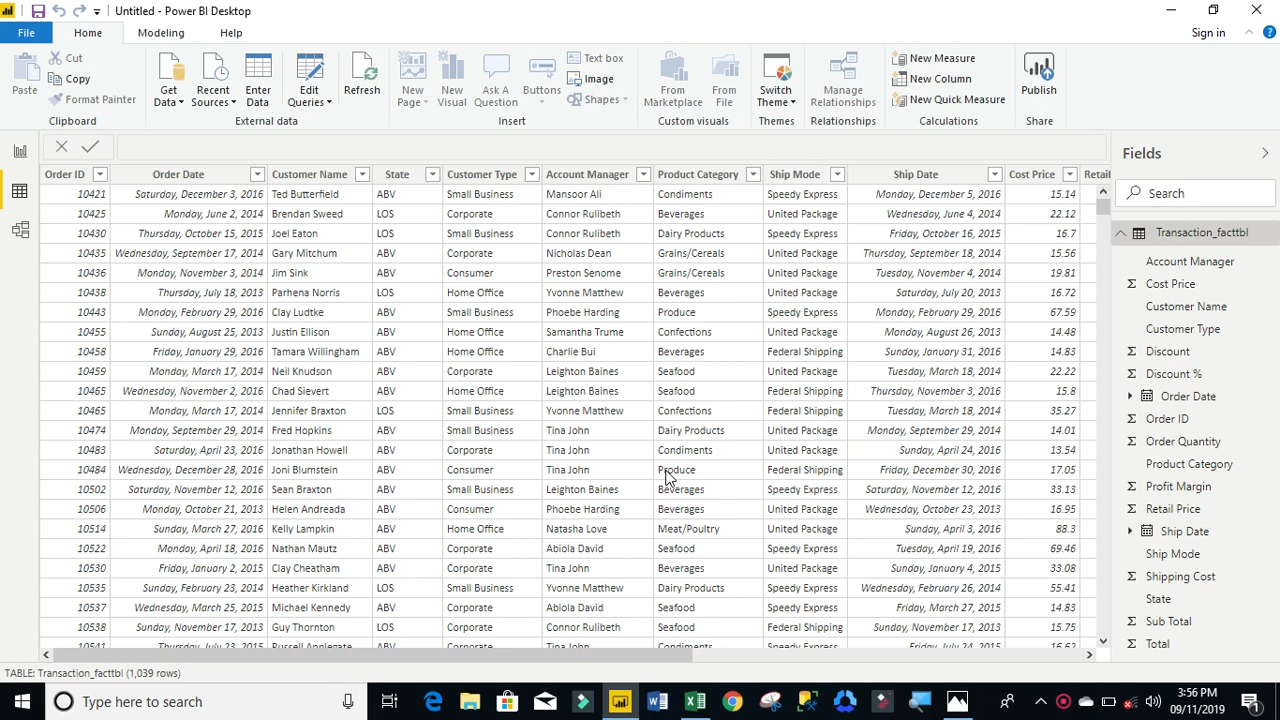 Untitled - Power BI Desktop
File Home Modeling Help Sign in
Paste Cut Copy Format Painter Get Data Recent Sources Enter Data Edit Queries Refresh New Page New Visual Ask A Question Buttons Text box Image Shapes From Marketplace From File Switch Theme Manage Relationships New Measure New Column New Quick Measure Publish
Clipboard External data Insert Custom visuals Themes Relationships Calculations Share
Order ID Order Date Customer Name State Customer Type Account Manager Product Category Ship Mode Ship Date Cost Price Retail
10421 Saturday, December 3, 2016 Ted Butterfield ABV Small Business Mansoor Ali Condiments Speedy Express Monday, December 5, 2016 15.14
10425 Monday, June 2, 2014 Brendan Sweed LOS Corporate Connor Rulibeth Beverages United Package Wednesday, June 4, 2014 22.12
10430 Thursday, October 15, 2015 Joel Eaton LOS Small Business Connor Rulibeth Dairy Products Speedy Express Friday, October 16, 2015 16.7
10435 Wednesday, September 17, 2014 Gary Mitchum ABV Corporate Nicholas Dean Grains/Cereals United Package Thursday, September 18, 2014 15.56
10436 Monday, November 3, 2014 Jim Sink ABV Consumer Preston Senome Grains/Cereals United Package Tuesday, November 4, 2014 19.81
10438 Thursday, July 18, 2013 Parhena Norris LOS Home Office Yvonne Matthew Beverages United Package Saturday, July 20, 2013 16.72
10443 Monday, February 29, 2016 Clay Ludtke ABV Small Business Phoebe Harding Produce Speedy Express Monday, February 29, 2016 67.59
10455 Sunday, August 25, 2013 Justin Ellison ABV Home Office Samantha Trume Confections United Package Monday, August 26, 2013 14.48
10458 Friday, January 29, 2016 Tamara Willingham ABV Home Office Charlie Bui Beverages Federal Shipping Sunday, January 31, 2016 14.83
10459 Monday, March 17, 2014 Neil Knudson ABV Corporate Leighton Baines Seafood United Package Tuesday, March 18, 2014 22.22
10465 Wednesday, November 2, 2016 Chad Sievert ABV Home Office Leighton Baines Seafood Federal Shipping Thursday, November 3, 2016 15.8
10465 Monday, March 17, 2014 Jennifer Braxton LOS Small Business Yvonne Matthew Confections Federal Shipping Tuesday, March 18, 2014 35.27
10474 Monday, September 29, 2014 Fred Hopkins ABV Small Business Tina John Dairy Products United Package Monday, September 29, 2014 14.01
10483 Saturday, April 23, 2016 Jonathan Howell ABV Corporate Tina John Condiments United Package Sunday, April 24, 2016 13.54
10484 Wednesday, December 28, 2016 Joni Blumstein ABV Consumer Tina John Produce Federal Shipping Friday, December 30, 2016 17.05
10502 Saturday, November 12, 2016 Sean Braxton ABV Small Business Leighton Baines Beverages Speedy Express Saturday, November 12, 2016 33.13
10506 Monday, October 21, 2013 Helen Andreada ABV Consumer Phoebe Harding Beverages United Package Wednesday, October 23, 2013 16.95
10514 Sunday, March 27, 2016 Kelly Lampkin ABV Home Office Natasha Love Meat/Poultry United Package Sunday, April 3, 2016 88.3
10522 Monday, April 18, 2016 Nathan Mautz ABV Corporate Abiola David Seafood Speedy Express Tuesday, April 19, 2016 69.46
10530 Friday, January 2, 2015 Clay Cheatham ABV Corporate Tina John Beverages United Package Sunday, January 4, 2015 33.08
10535 Sunday, February 23, 2014 Heather Kirkland LOS Small Business Yvonne Matthew Dairy Products Speedy Express Wednesday, February 26, 2014 55.41
10537 Wednesday, March 25, 2015 Michael Kennedy ABV Corporate Abiola David Seafood Speedy Express Friday, March 27, 2015 14.83
10538 Sunday, November 17, 2013 Guy Thornton LOS Corporate Connor Rulibeth Seafood Federal Shipping Sunday, November 17, 2013 15.75
10541 Thursday, July 23, 2015 Russell Applegate ABV Corporate Tina John Condiments United Package Friday, July 24, 2015 16.62
Fields
Search
Transaction_facttbl
Account Manager
Cost Price
Customer Name
Customer Type
Discount
Discount %
Order Date
Order ID
Order Quantity
Product Category
Profit Margin
Retail Price
Ship Date
Ship Mode
Shipping Cost
State
Sub Total
Total
TABLE: Transaction_facttbl (1,039 rows)
Type here to search
3:56 PM
09/11/2019
1